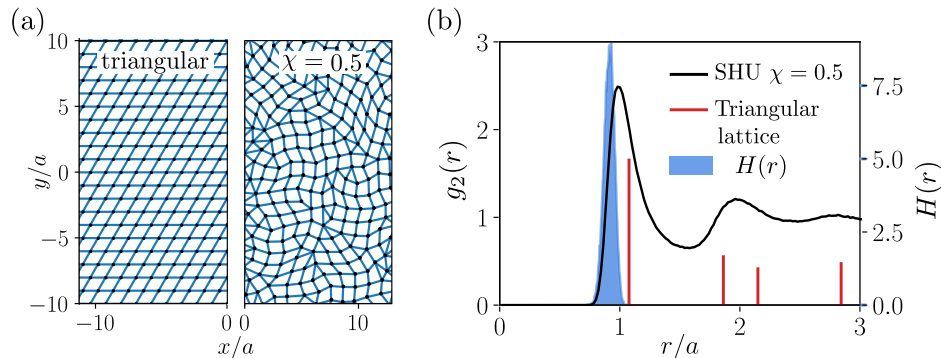 (a)
triangular
χ = 0.5
10
5
0
−5
−10
y/a
−10
0
0
10
x/a
(b)
3
2
1
0
g₂(r)
SHU χ = 0.5
Triangular
lattice
H(r)
7.5
5.0
2.5
0.0
H(r)
0
1
2
3
r/a